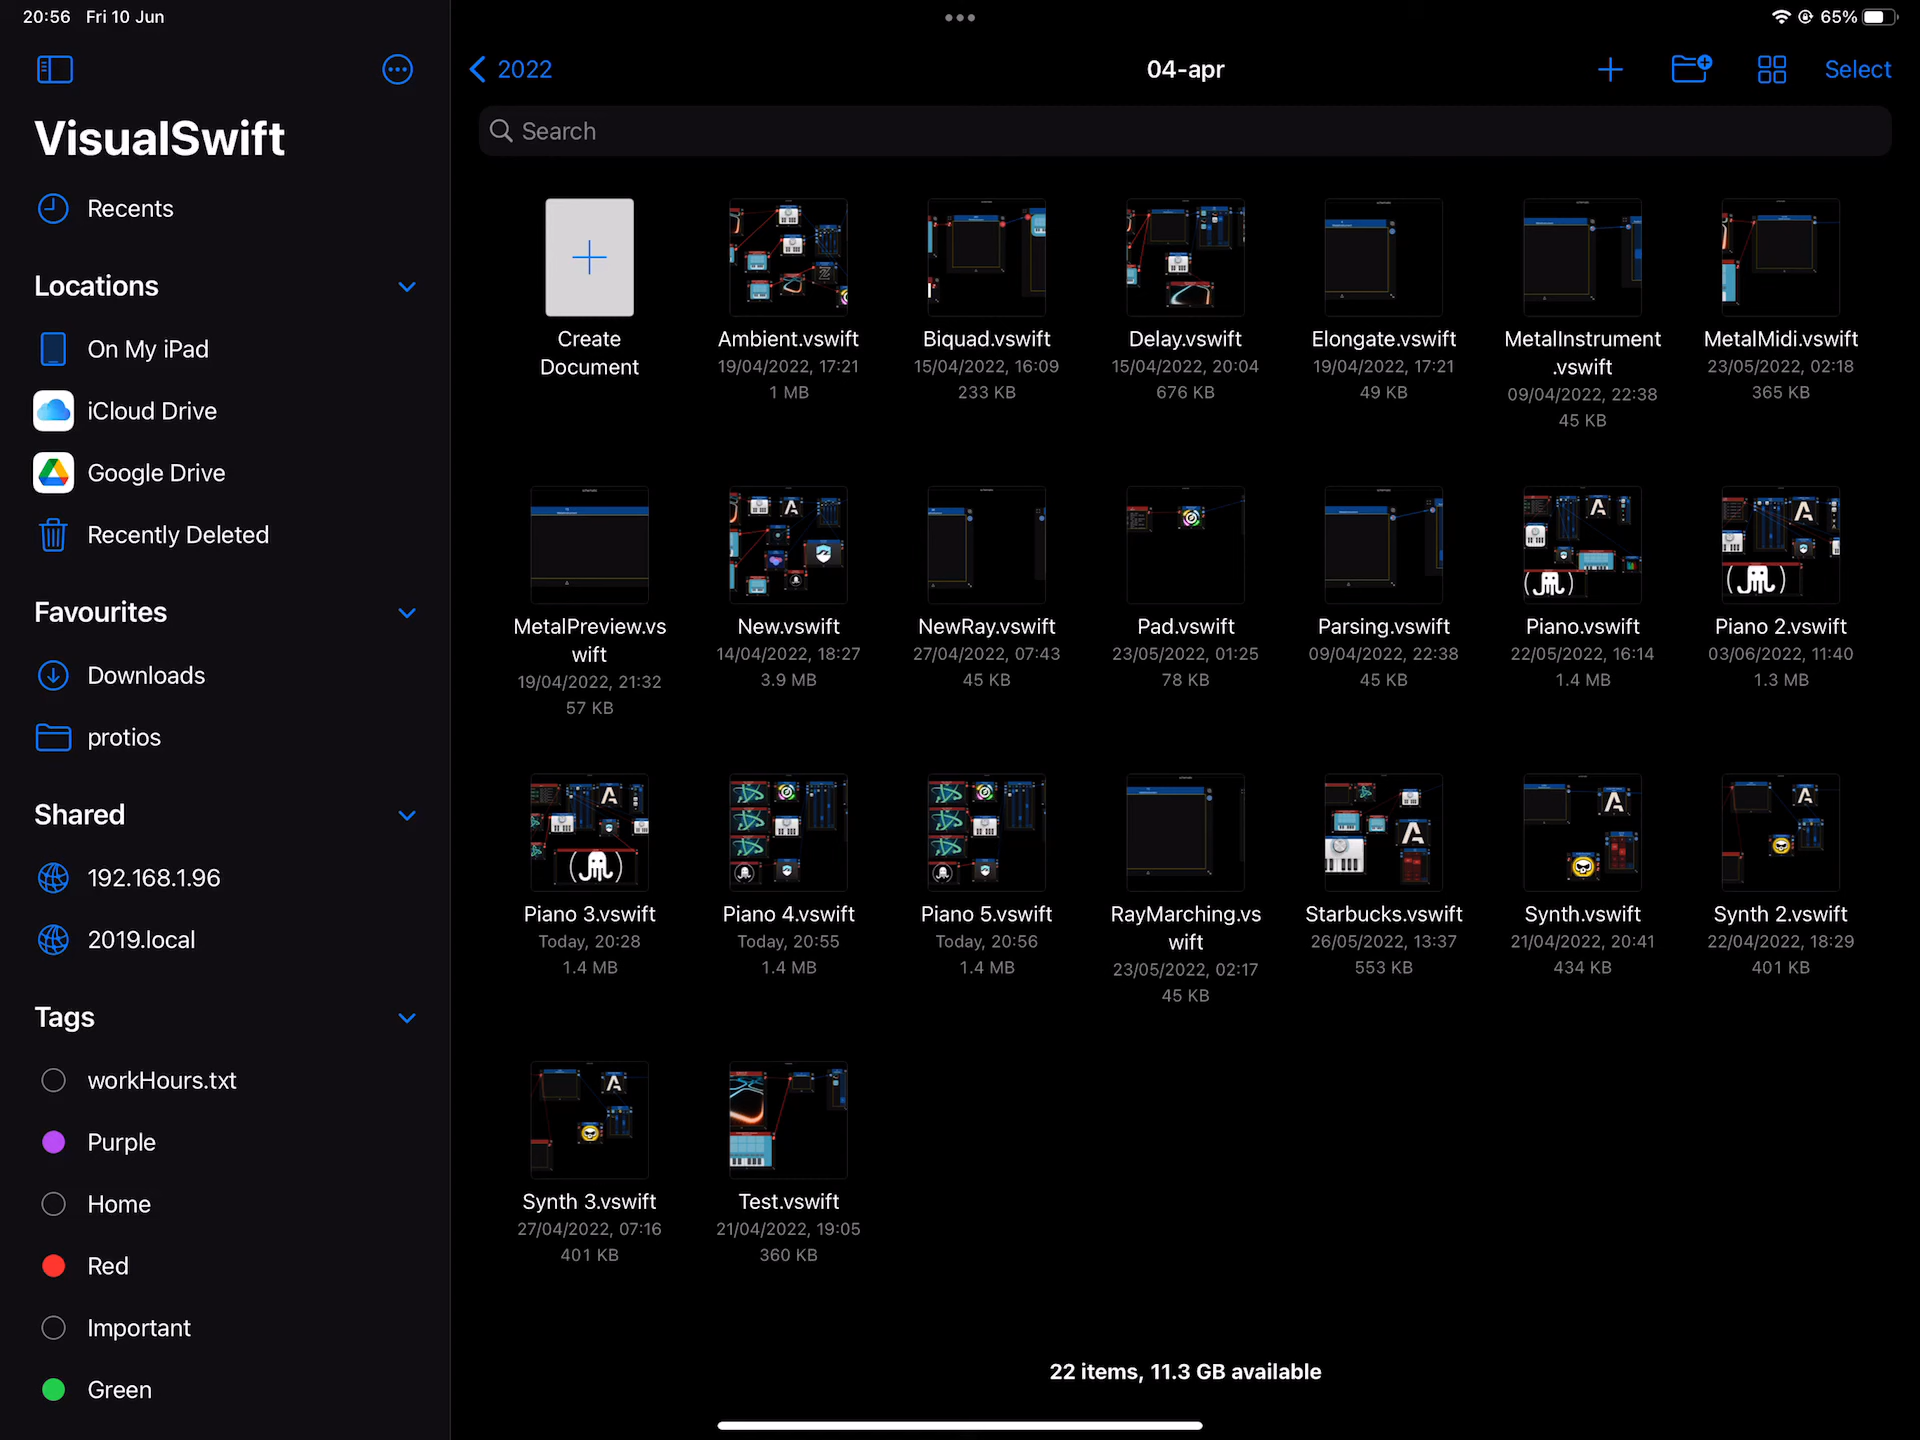 20:56 Fri 10 Jun
65%
VisualSwift
Recents
Locations
On My iPad
iCloud Drive
Google Drive
Recently Deleted
Favourites
Downloads
protios
Shared
192.168.1.96
2019.local
Tags
workHours.txt
Purple
Home
Red
Important
Green
2022
04-apr
Select
Search
Create
Document
Ambient.vswift
19/04/2022, 17:21
1 MB
Biquad.vswift
15/04/2022, 16:09
233 KB
Delay.vswift
15/04/2022, 20:04
676 KB
Elongate.vswift
19/04/2022, 17:21
49 KB
MetalInstrument
.vswift
09/04/2022, 22:38
45 KB
MetalMidi.vswift
23/05/2022, 02:18
365 KB
MetalPreview.vs
wift
19/04/2022, 21:32
57 KB
New.vswift
14/04/2022, 18:27
3.9 MB
NewRay.vswift
27/04/2022, 07:43
45 KB
Pad.vswift
23/05/2022, 01:25
78 KB
Parsing.vswift
09/04/2022, 22:38
45 KB
Piano.vswift
22/05/2022, 16:14
1.4 MB
Piano 2.vswift
03/06/2022, 11:40
1.3 MB
Piano 3.vswift
Today, 20:28
1.4 MB
Piano 4.vswift
Today, 20:55
1.4 MB
Piano 5.vswift
Today, 20:56
1.4 MB
RayMarching.vs
wift
23/05/2022, 02:17
45 KB
Starbucks.vswift
26/05/2022, 13:37
553 KB
Synth.vswift
21/04/2022, 20:41
434 KB
Synth 2.vswift
22/04/2022, 18:29
401 KB
Synth 3.vswift
27/04/2022, 07:16
401 KB
Test.vswift
21/04/2022, 19:05
360 KB
22 items, 11.3 GB available